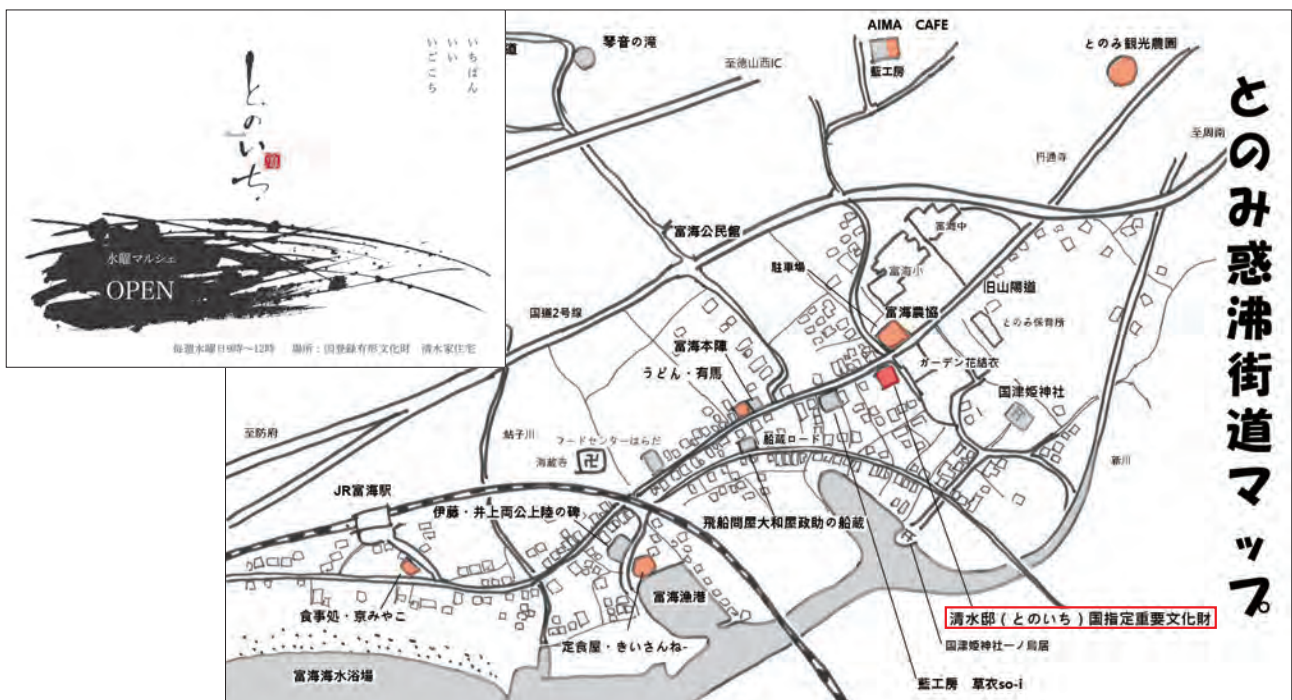 いちばん
いい
いごこち
とのいち
水曜マルシェ
OPEN
毎週水曜日9時〜12時　場所：国登録有形文化財　清水家住宅
とのみ惑沸街道マップ
道
琴音の滝
至徳山西IC
AIMA CAFE
藍工房
とのみ観光農園
至周南
円通寺
富海公民館
富海中
駐車場
富海小
旧山陽道
国道2号線
富海農協
とのみ保育所
富海本陣
うどん・有馬
ガーデン花結衣
国津姫神社
至防府
鮎子川
フードセンターはらだ
船蔵ロード
海蔵寺
卍
新川
JR富海駅
伊藤・井上両公上陸の碑
飛船問屋大和屋政助の船蔵
富海漁港
食事処・京みやこ
清水邸（とのいち）国指定重要文化財
定食屋・きいさんね-
国津姫神社一ノ鳥居
富海海水浴場
藍工房　草衣so-i